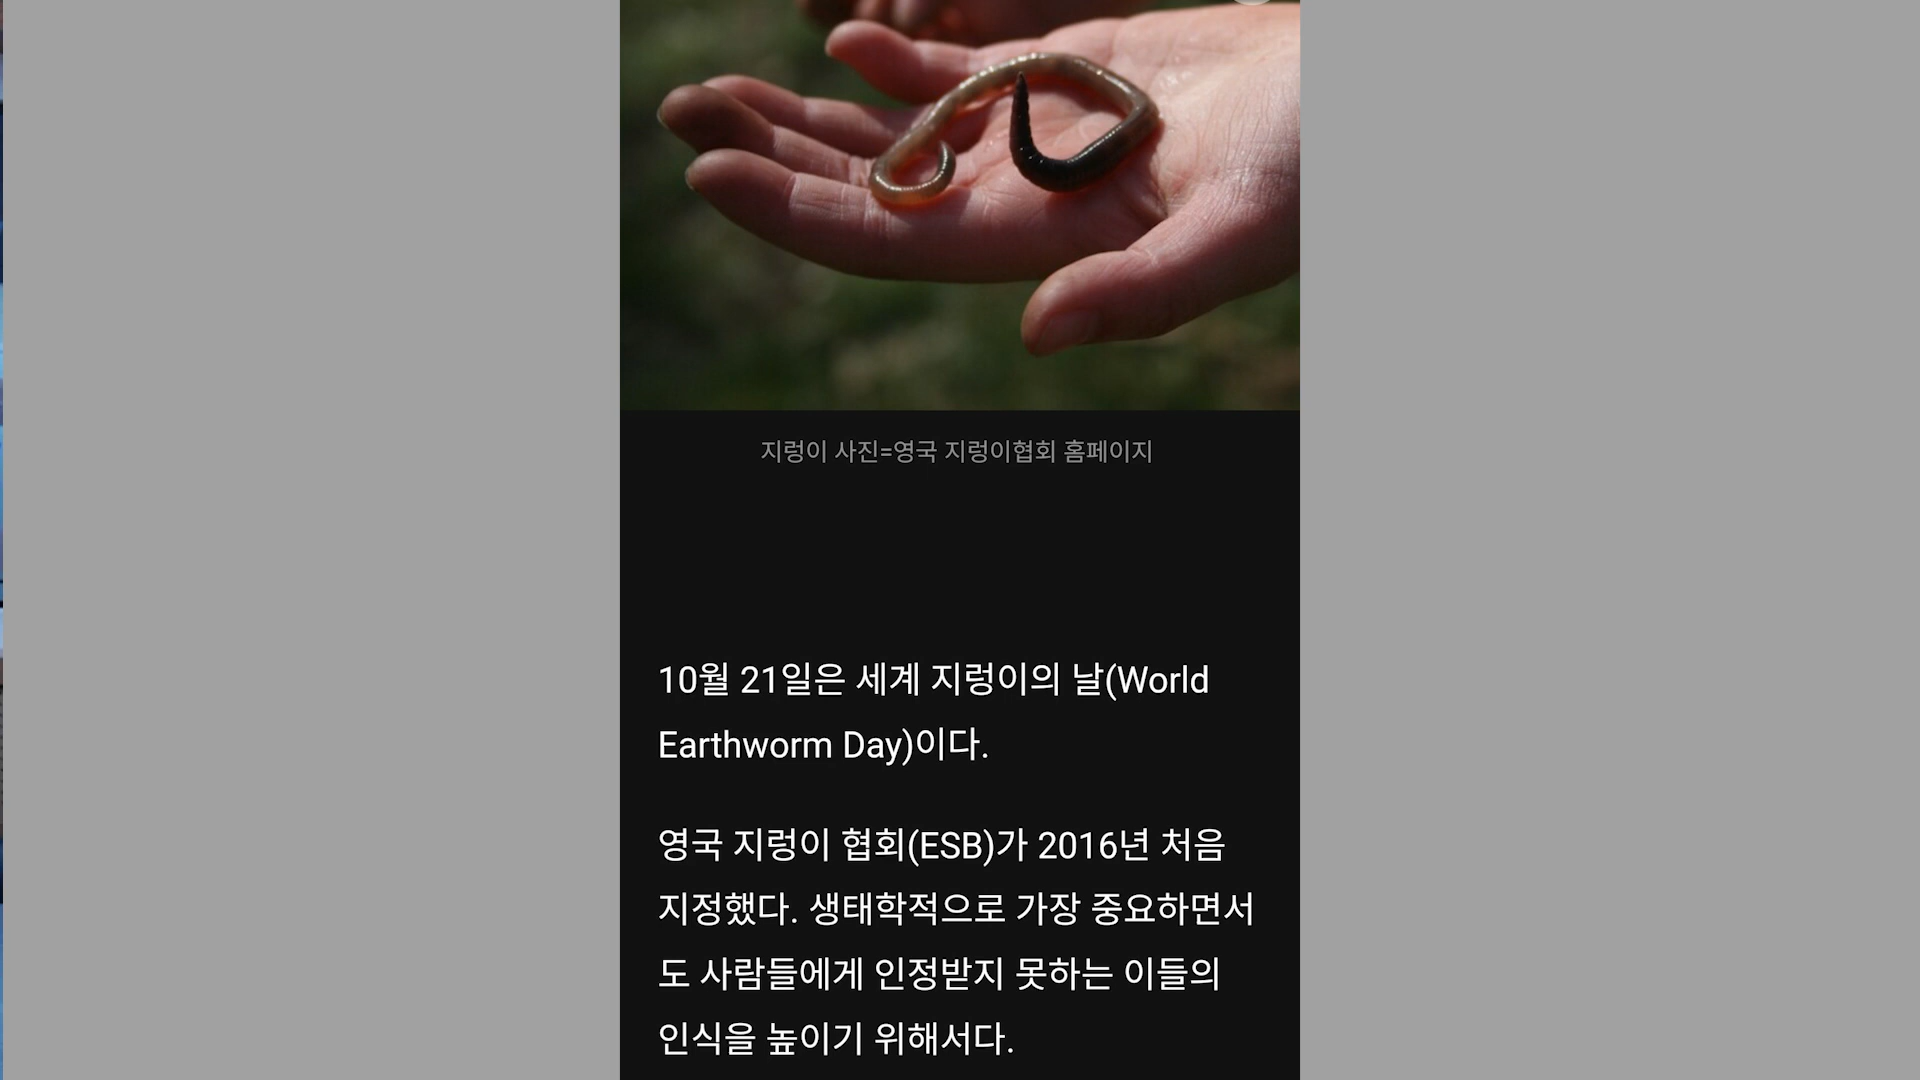 지렁이 사진=영국 지렁이협회 홈페이지
10월 21일은 세계 지렁이의 날(World
Earthworm Day)이다.
영국 지렁이 협회(ESB)가 2016년 처음
지정했다. 생태학적으로 가장 중요하면서
도 사람들에게 인정받지 못하는 이들의
인식을 높이기 위해서다.